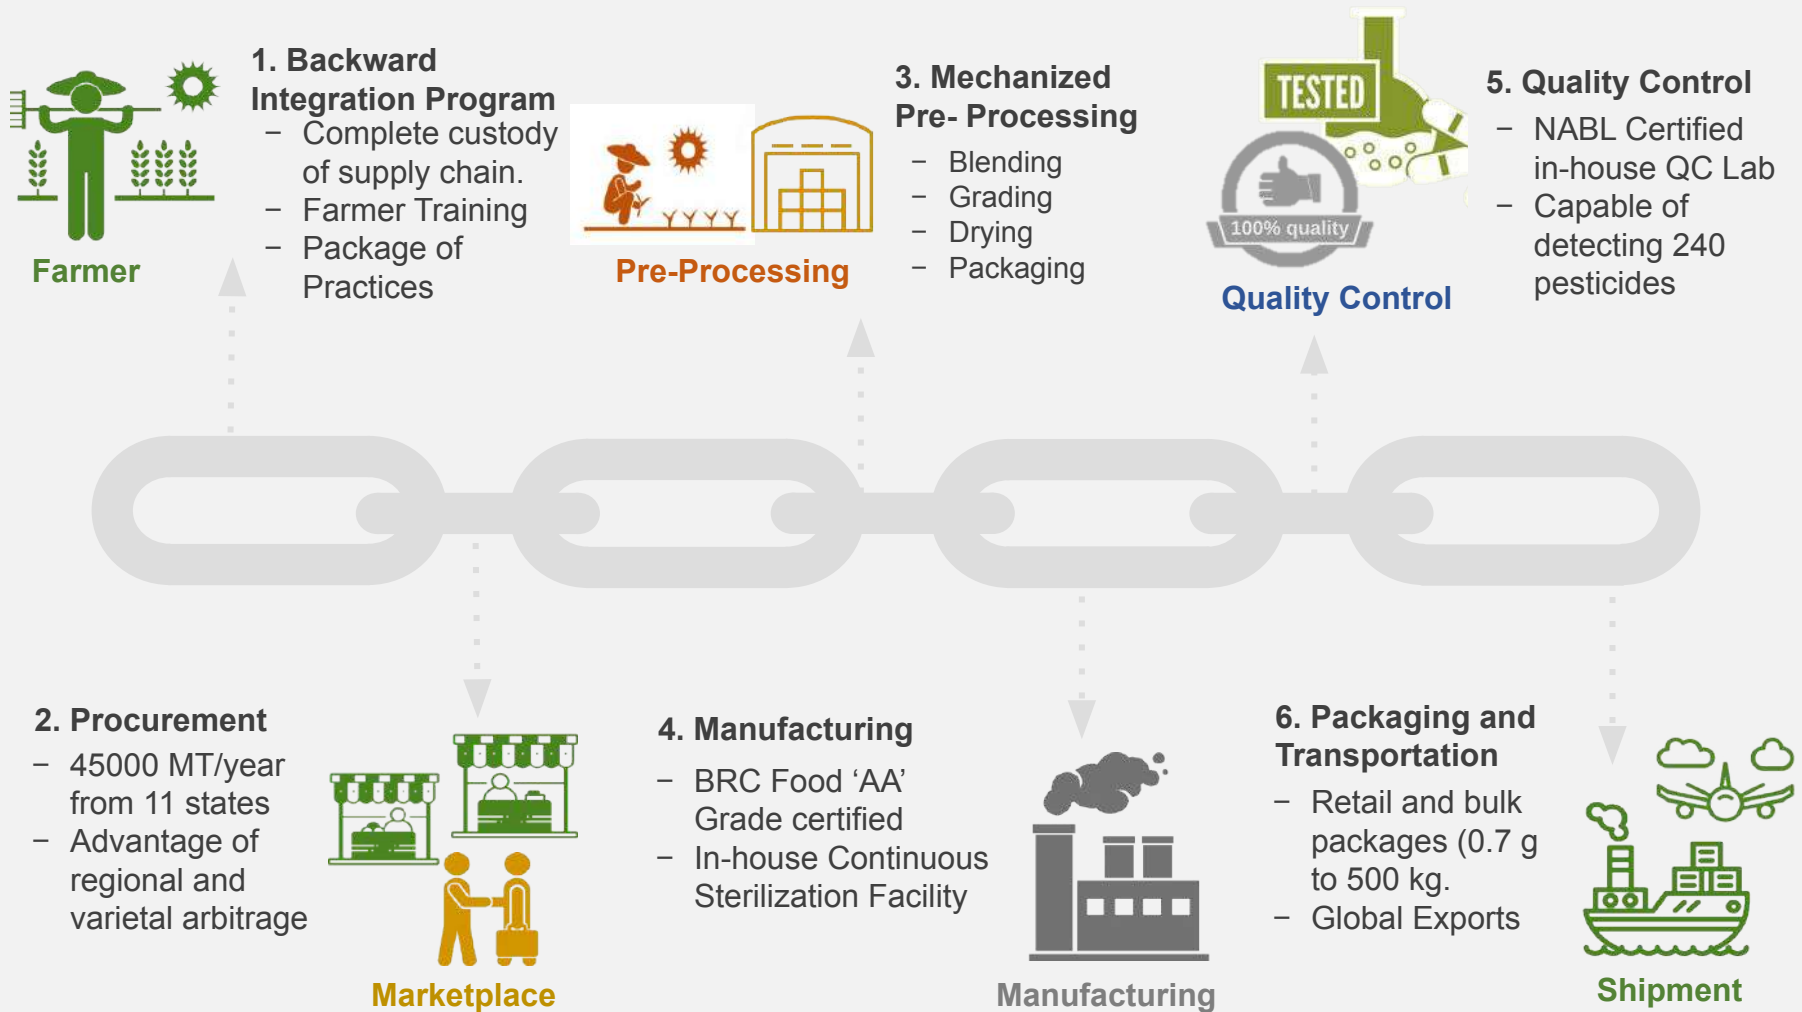 1. Backward
Integration Program
− Complete custody
of supply chain.
− Farmer Training
− Package of
Practices
Farmer
3. Mechanized
Pre- Processing
− Blending
− Grading
− Drying
− Packaging
Pre-Processing
TESTED
100% quality
Quality Control
5. Quality Control
− NABL Certified
in-house QC Lab
− Capable of
detecting 240
pesticides
2. Procurement
− 45000 MT/year
from 11 states
− Advantage of
regional and
varietal arbitrage
Marketplace
4. Manufacturing
− BRC Food ‘AA’
Grade certified
− In-house Continuous
Sterilization Facility
Manufacturing
6. Packaging and
Transportation
− Retail and bulk
packages (0.7 g
to 500 kg.
− Global Exports
Shipment